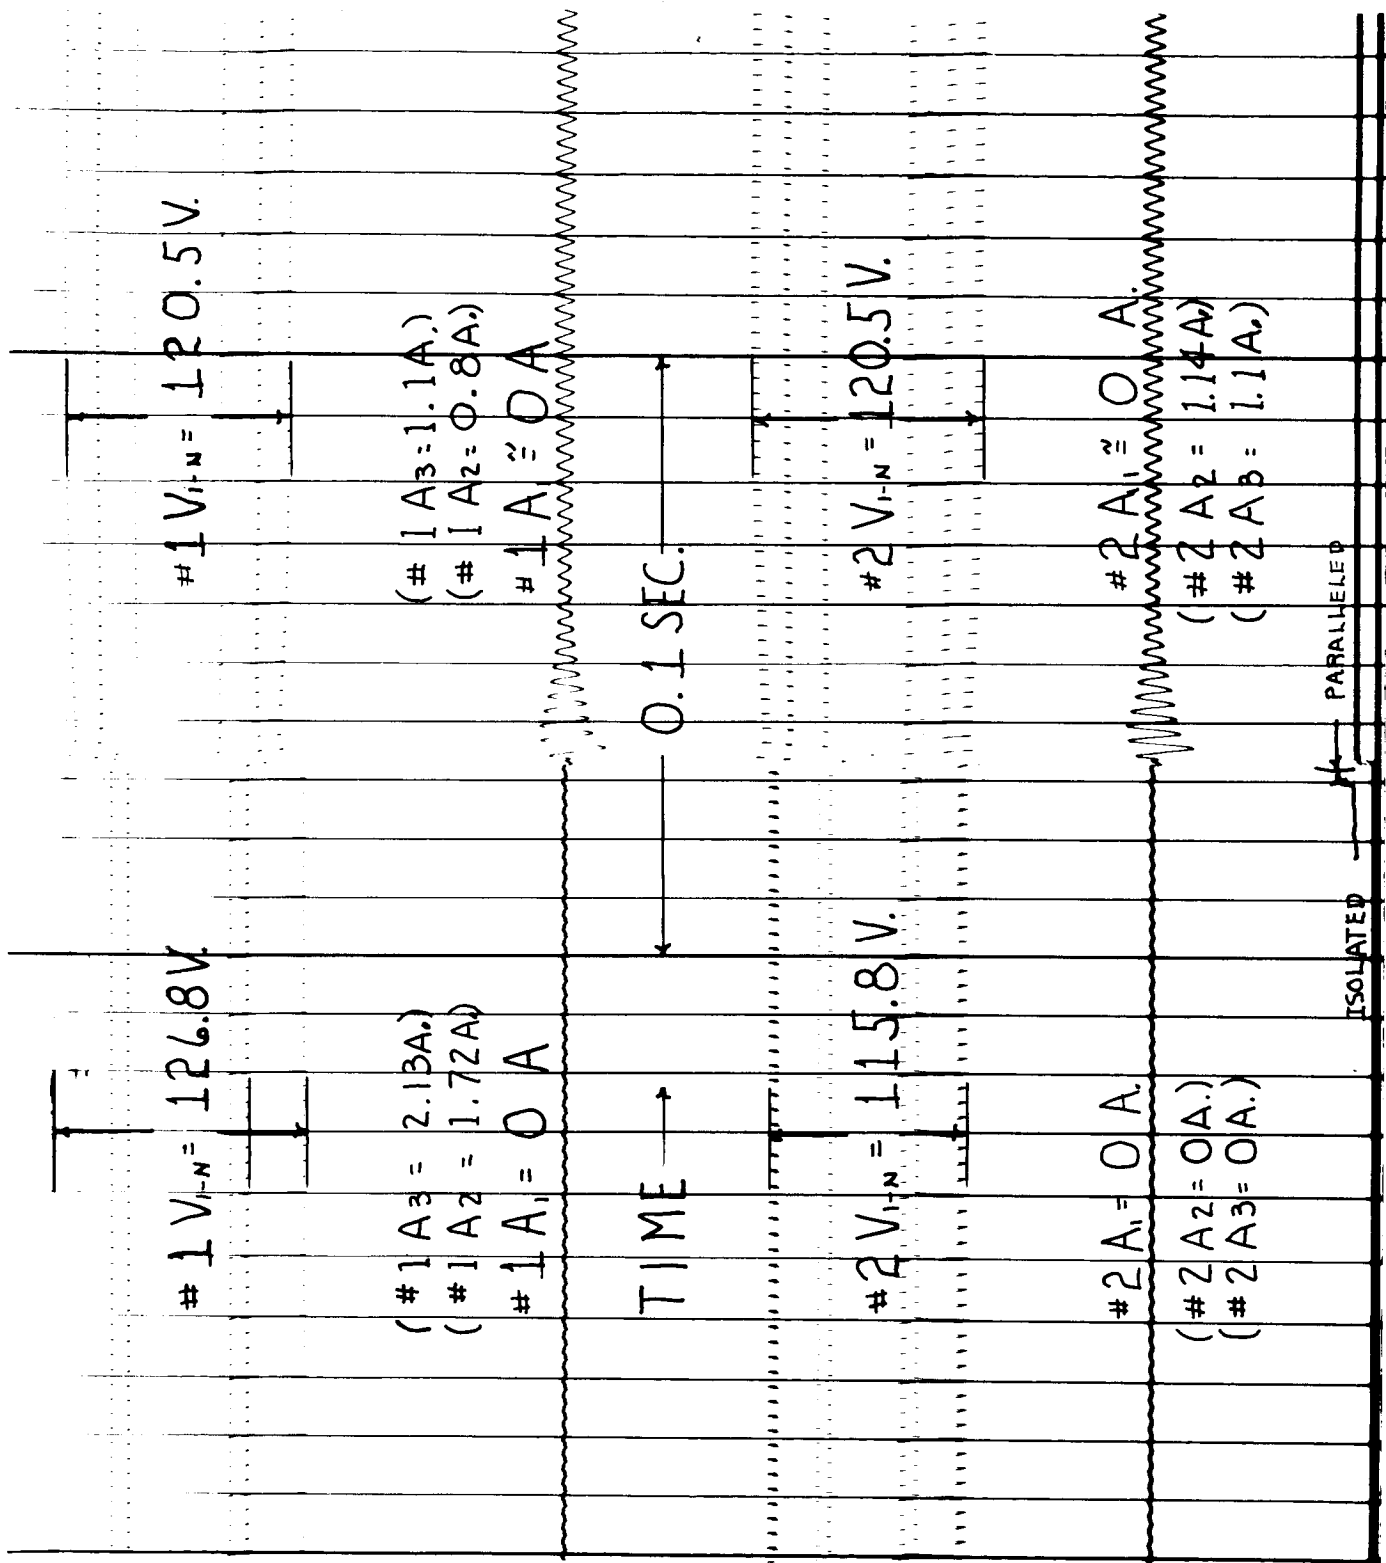 #1 V1-N = 126.8V.
#1 V1-N = 120.5 V.
(#1 A3 = 2.13A.)
(#1 A2 = 1.72A)
#1 A1 = 0 A
(#1 A3 = 1.1A.)
(#1 A2 = 0.8A.)
#1 A1 ≅ 0 A
TIME
0.1 SEC.
#2 V1-N = 115.8 V.
#2 V1-N = 120.5 V.
#2 A1 = 0 A.
(#2 A2 = 0A.)
(#2 A3 = 0A.)
#2 A1 ≅ 0 A.
(#2 A2 = 1.14A.)
(#2 A3 = 1.1 A.)
ISOLATED
PARALLELED